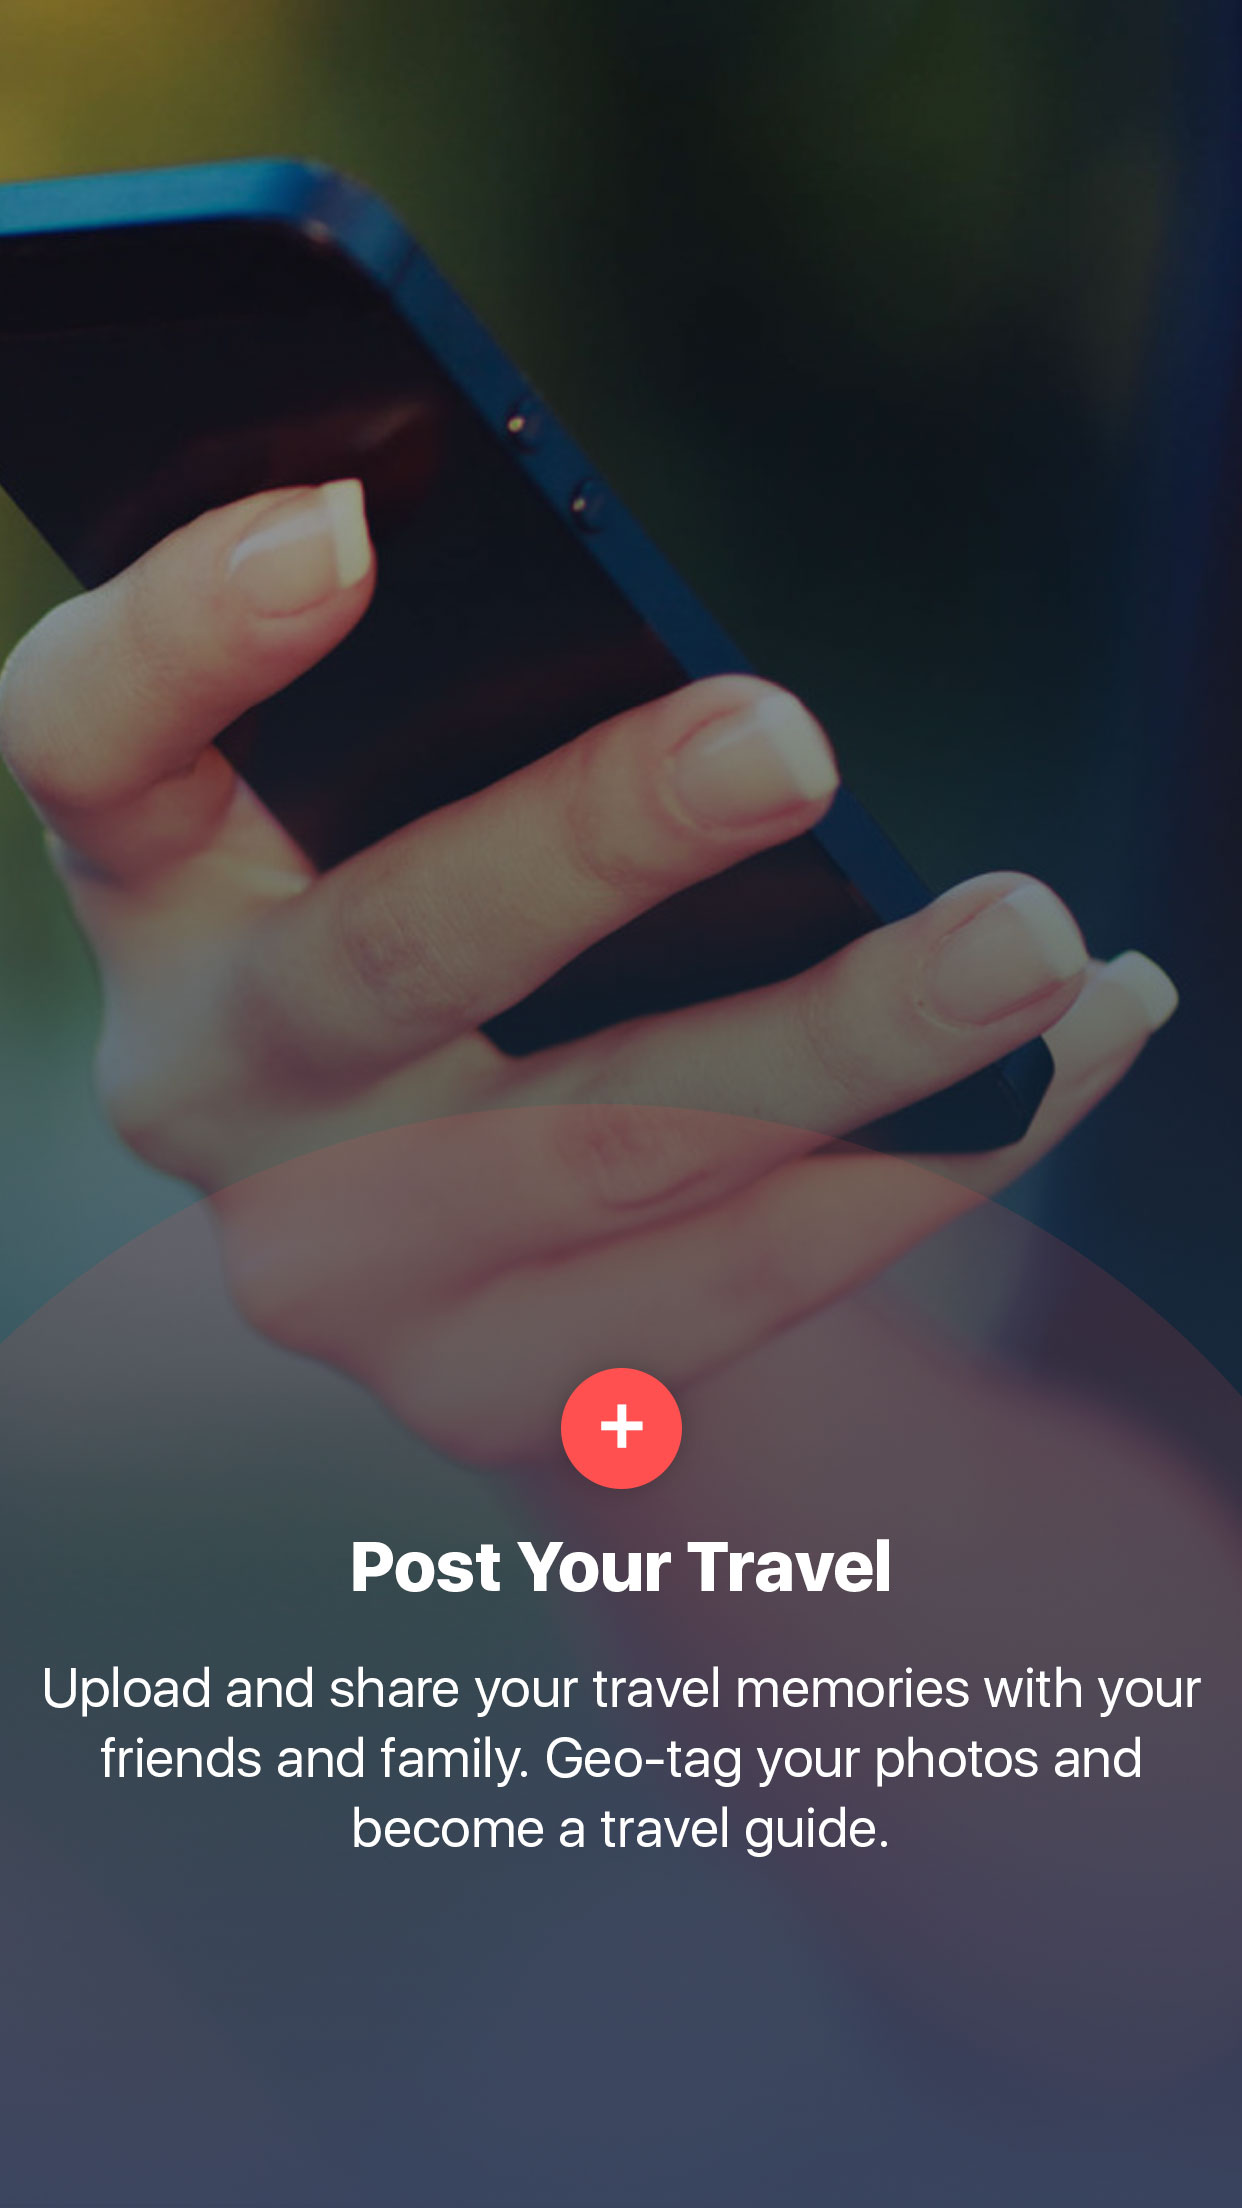 Post Your Travel
Upload and share your travel memories with your
friends and family. Geo-tag your photos and
become a travel guide.